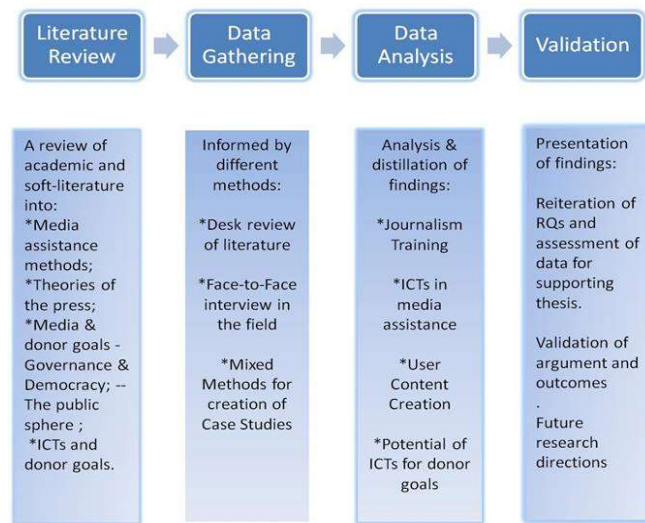 Literature
Review
Data
Gathering
Data
Analysis
Validation
A review of
academic and
soft-literature
into:
*Media
assistance
methods;
*Theories of
the press;
*Media &
donor goals -
Governance &
Democracy; --
The public
sphere ;
*ICTs and
donor goals.
Informed by
different
methods:
*Desk review
of literature
*Face-to-Face
interview in
the field
*Mixed
Methods for
creation of
Case Studies
Analysis &
distillation of
findings:
*Journalism
Training
*ICTs in
media
assistance
*User
Content
Creation
*Potential of
ICTs for donor
goals
Presentation
of findings:
Reiteration of
RQs and
assessment of
data for
supporting
thesis.
Validation of
argument and
outcomes
.
Future
research
directions